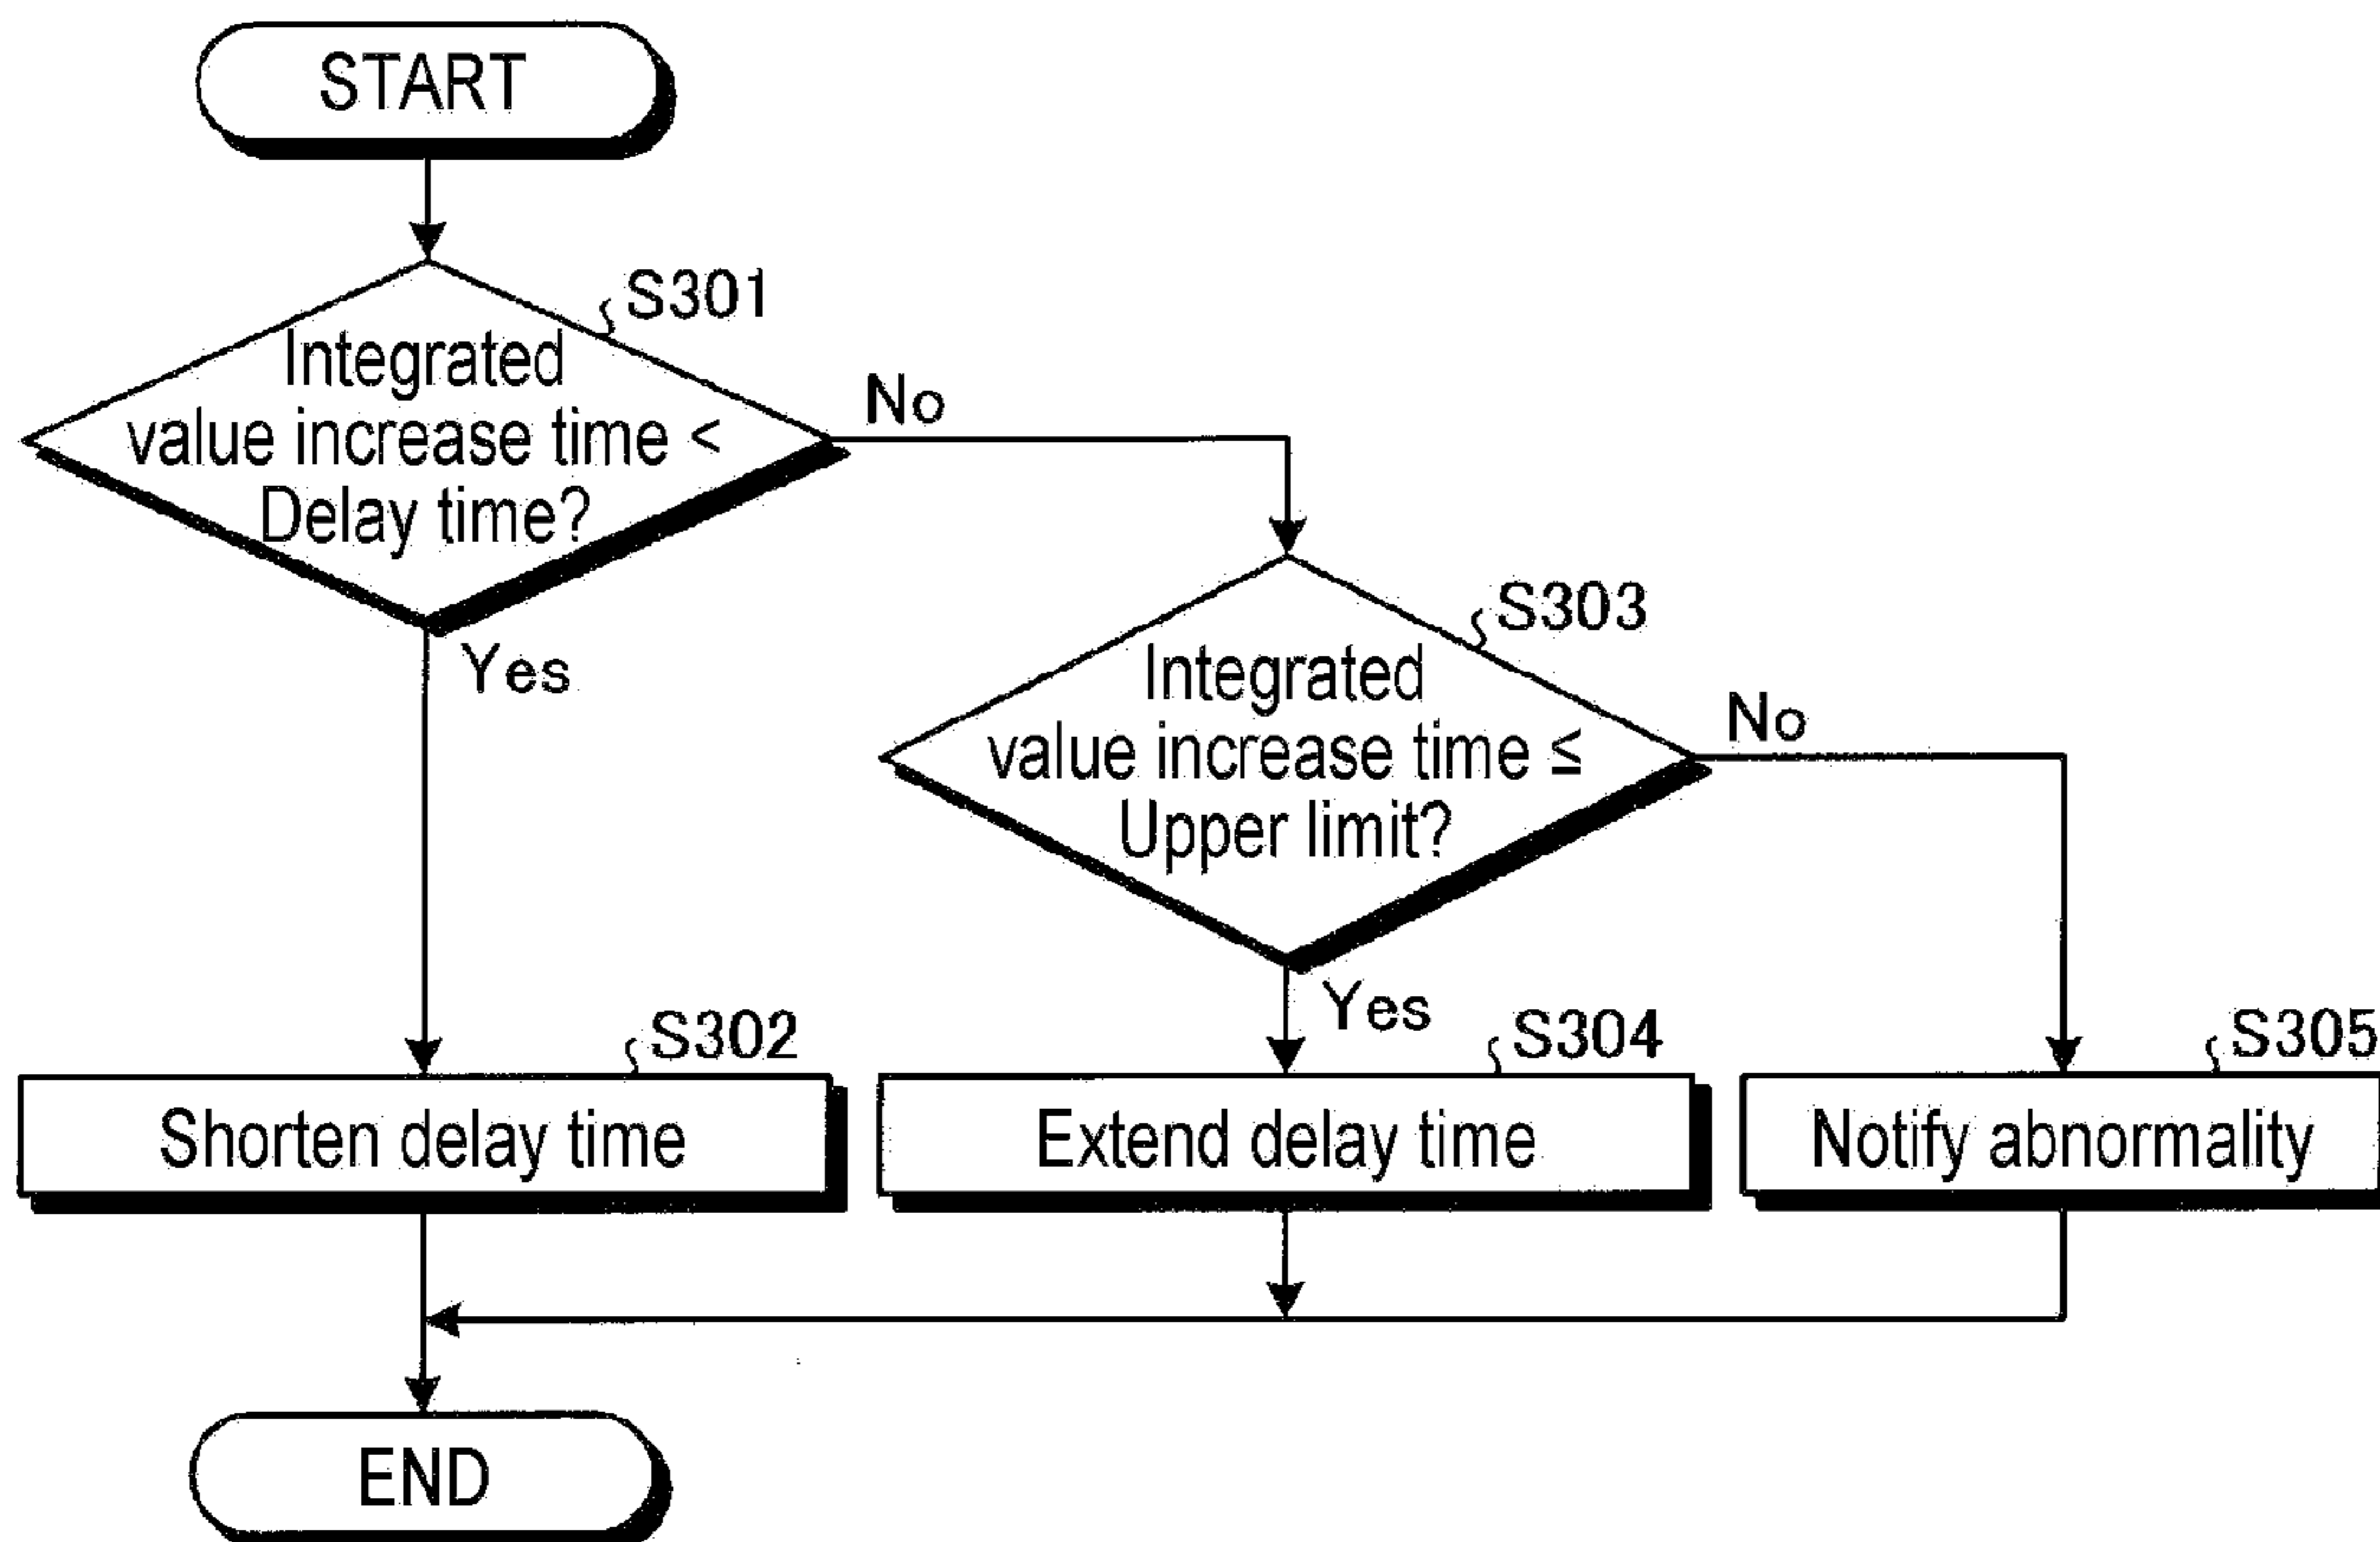 START
S301
Integrated
value increase time <
Delay time?
No
Yes
S303
Integrated
value increase time ≤
Upper limit?
No
Yes
S302
Shorten delay time
S304
Extend delay time
S305
Notify abnormality
END